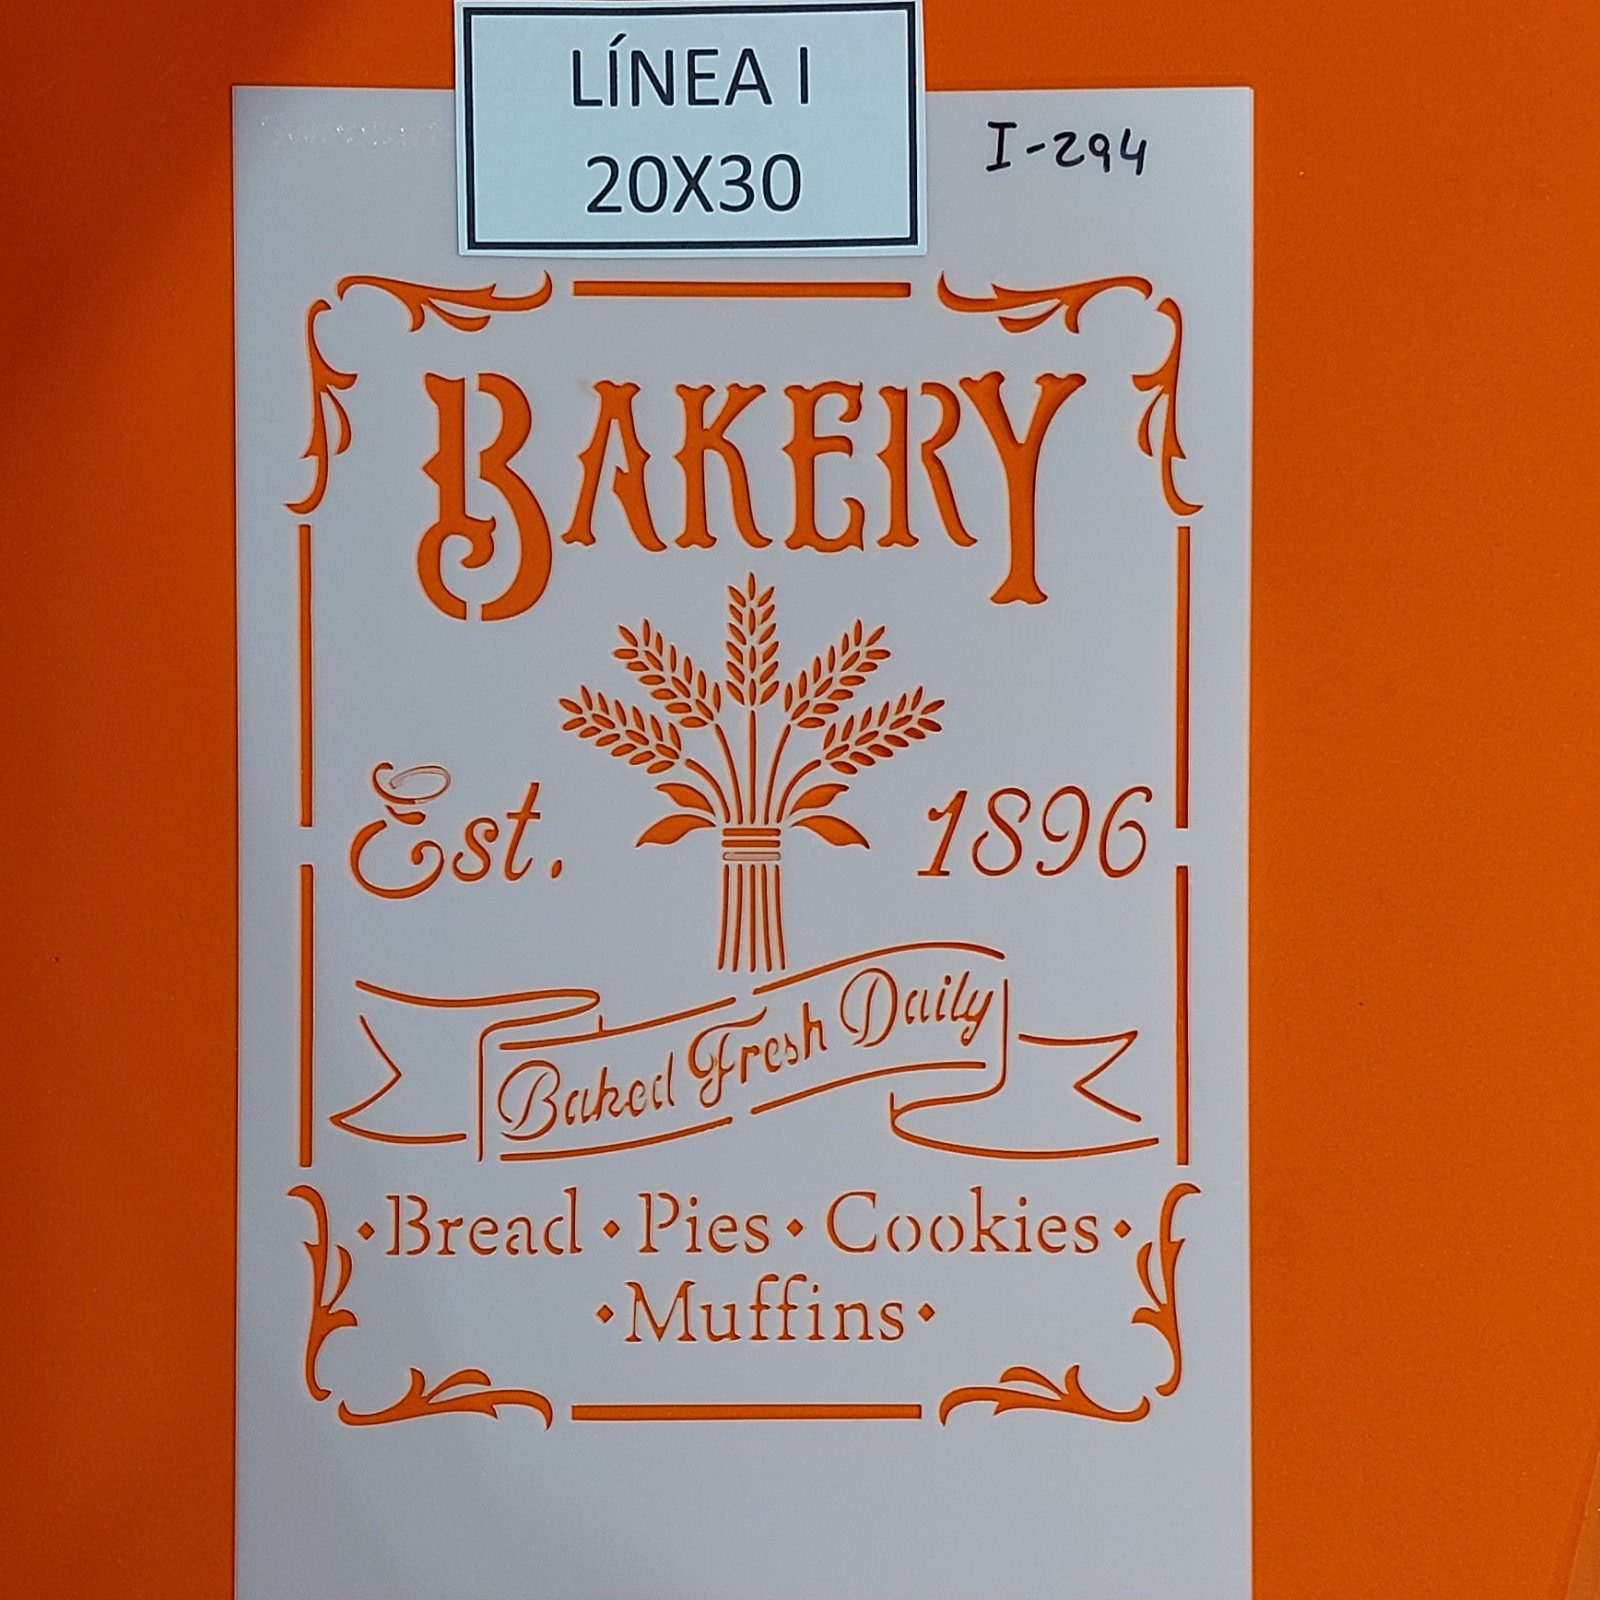 LÍNEA I
20X30
I-294
BAKERY
Est. 1896
Baked Fresh Daily
·Bread·Pies·Cookies·
·Muffins·